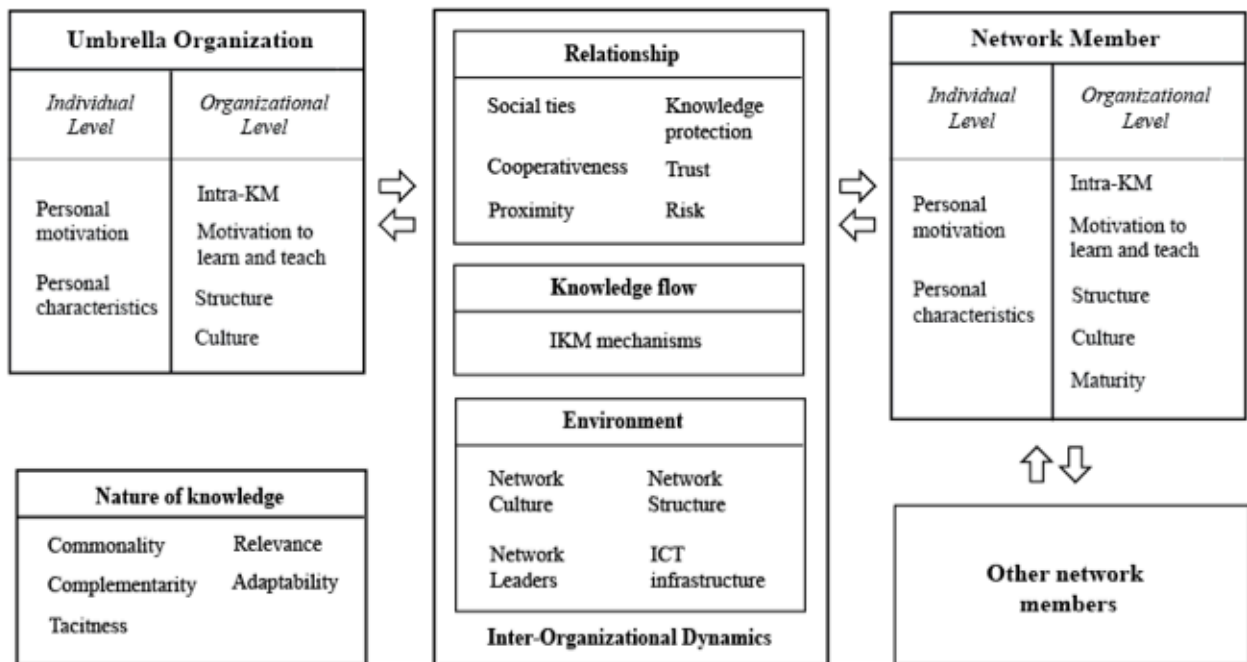 Umbrella Organization
Individual
Level
Organizational
Level
Personal
motivation
Personal
characteristics
Intra-KM
Motivation to
learn and teach
Structure
Culture
Nature of knowledge
Commonality
Relevance
Complementarity
Adaptability
Tacitness
Relationship
Social ties
Knowledge
protection
Cooperativeness
Trust
Proximity
Risk
Knowledge flow
IKM mechanisms
Environment
Network
Culture
Network
Structure
Network
Leaders
ICT
infrastructure
Inter-Organizational Dynamics
Network Member
Individual
Level
Organizational
Level
Personal
motivation
Personal
characteristics
Intra-KM
Motivation to
learn and teach
Structure
Culture
Maturity
Other network
members